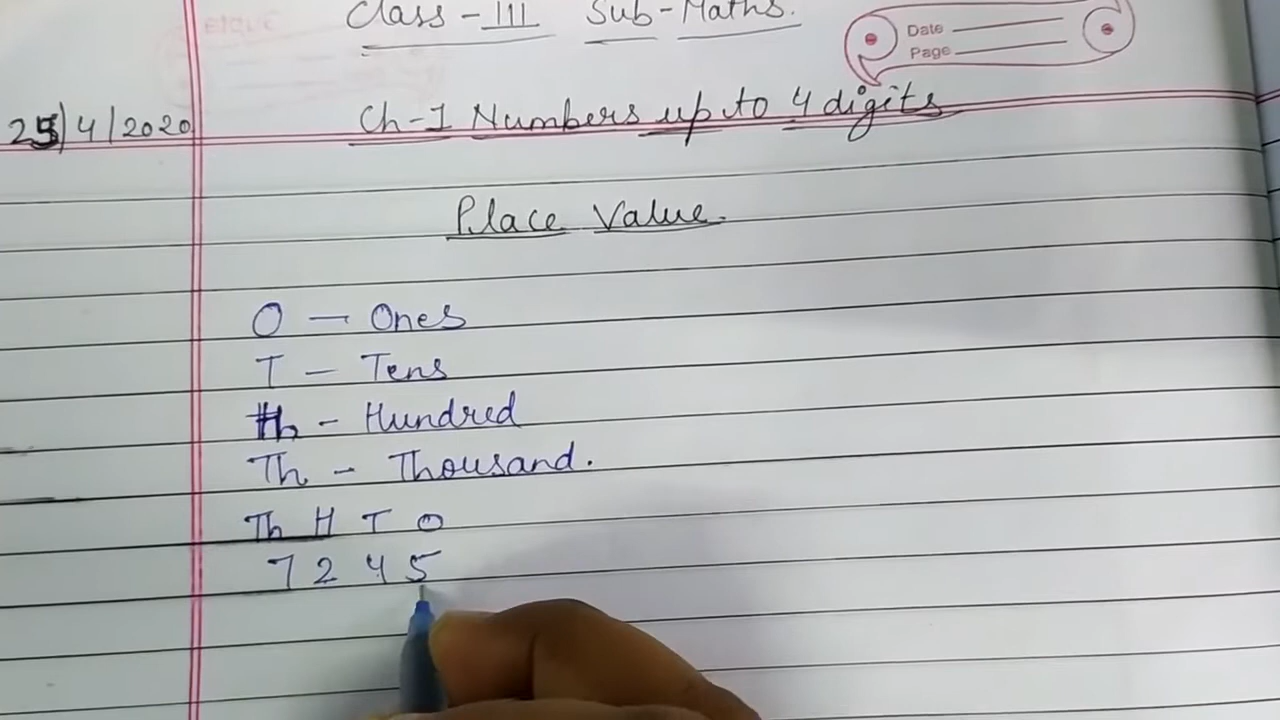 Class - III Sub - Maths.
Date
Page
25/4/2020
Ch-1 Numbers up to 4 digits
Place Value.
O - Ones
T - Tens
H - Hundred
Th - Thousand.
Th H T O
7 2 4 5